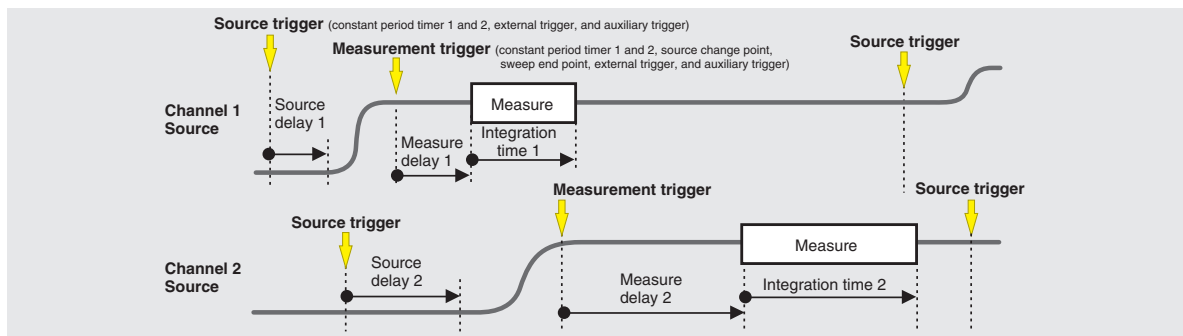 Source trigger (constant period timer 1 and 2, external trigger, and auxiliary trigger)
Measurement trigger (constant period timer 1 and 2, source change point,
sweep end point, external trigger, and auxiliary trigger)
Source trigger
Channel 1
Source
Source
delay 1
Measure
Measure
delay 1
Integration
time 1
Measurement trigger
Source trigger
Source trigger
Channel 2
Source
Source
delay 2
Measure
Measure
delay 2
Integration time 2